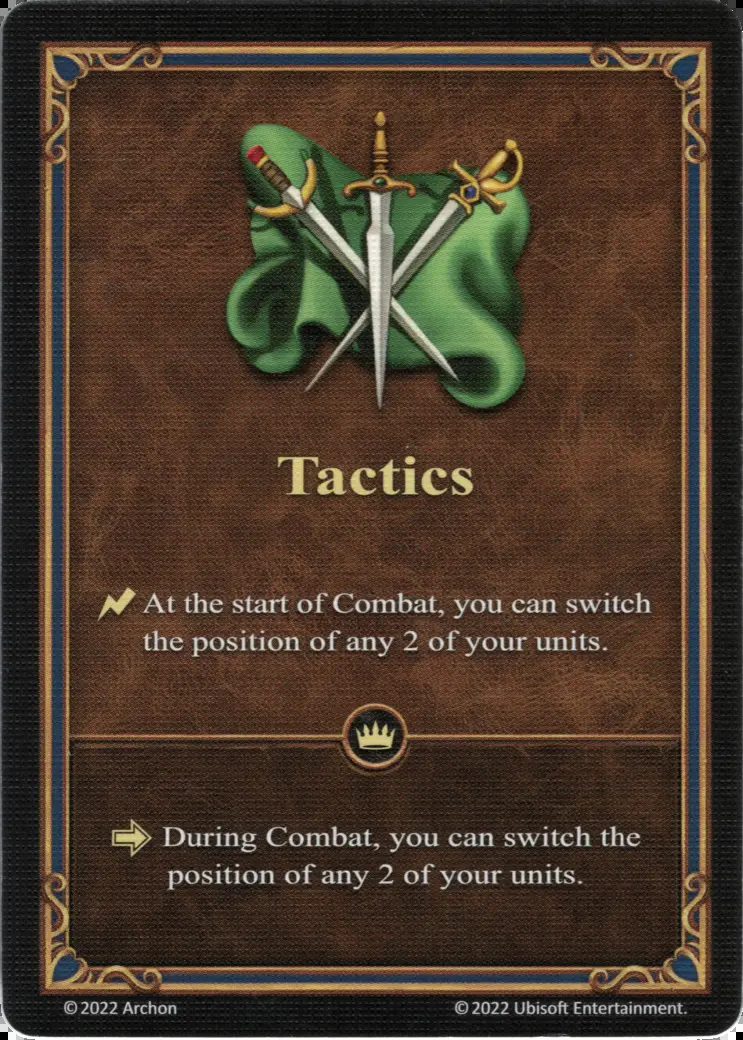 Tactics
At the start of Combat, you can switch
the position of any 2 of your units.
During Combat, you can switch the
position of any 2 of your units.
© 2022 Archon
© 2022 Ubisoft Entertainment.